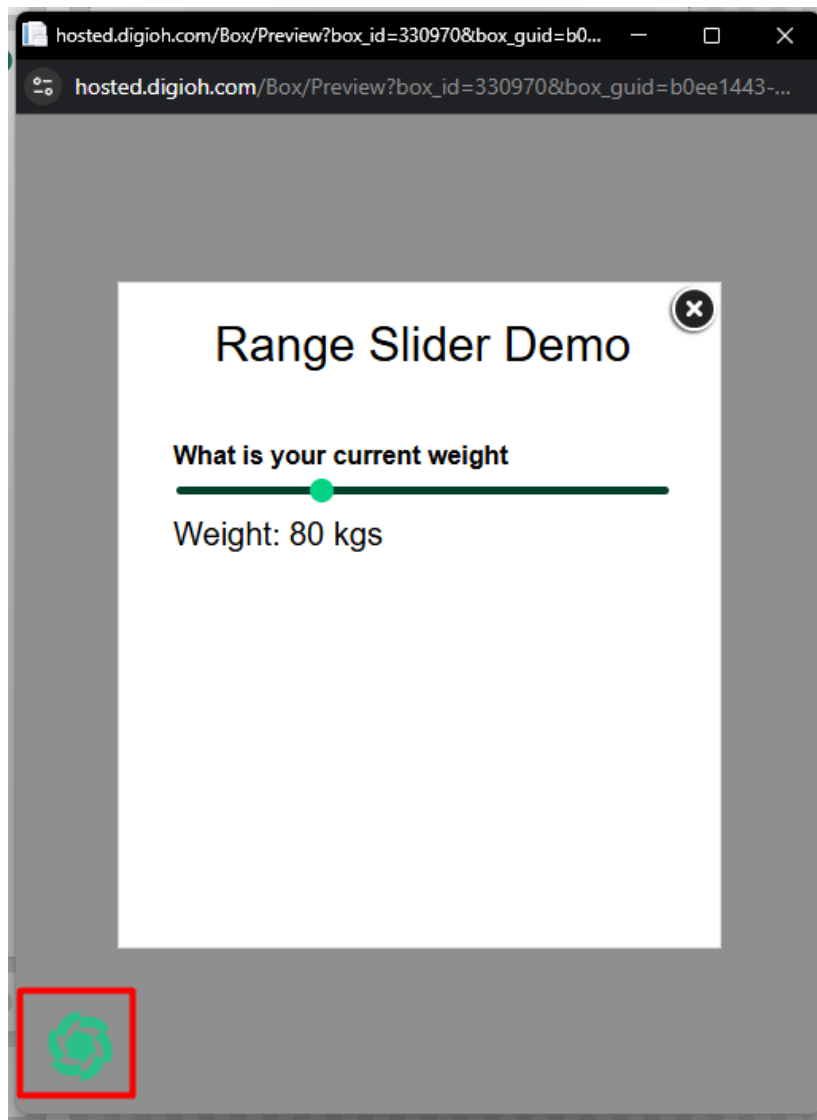 hosted.digioh.com/Box/Preview?box_id=330970&box_guid=b0...
hosted.digioh.com/Box/Preview?box_id=330970&box_guid=b0ee1443-...
Range Slider Demo
What is your current weight
Weight: 80 kgs